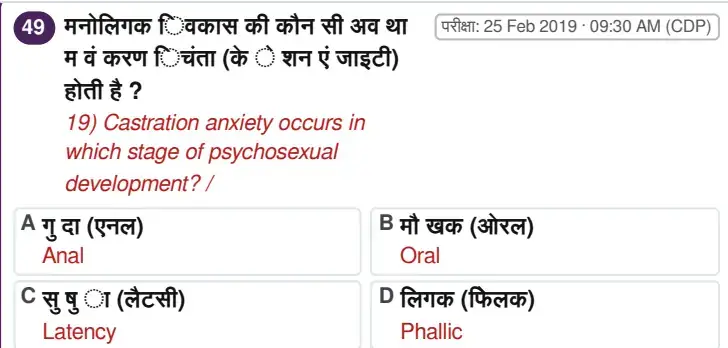 49 मनोलिगक िवकास की कौन सी अव था
परीक्षा: 25 Feb 2019 · 09:30 AM (CDP)
म वं करण िचंता (के े शन एं जाइटी)
होती है ?
19) Castration anxiety occurs in
which stage of psychosexual
development? /
A गु दा (एनल)
Anal
B मौ खक (ओरल)
Oral
C सु षु ा (लैटसी)
Latency
D लिगक (फेिलक)
Phallic